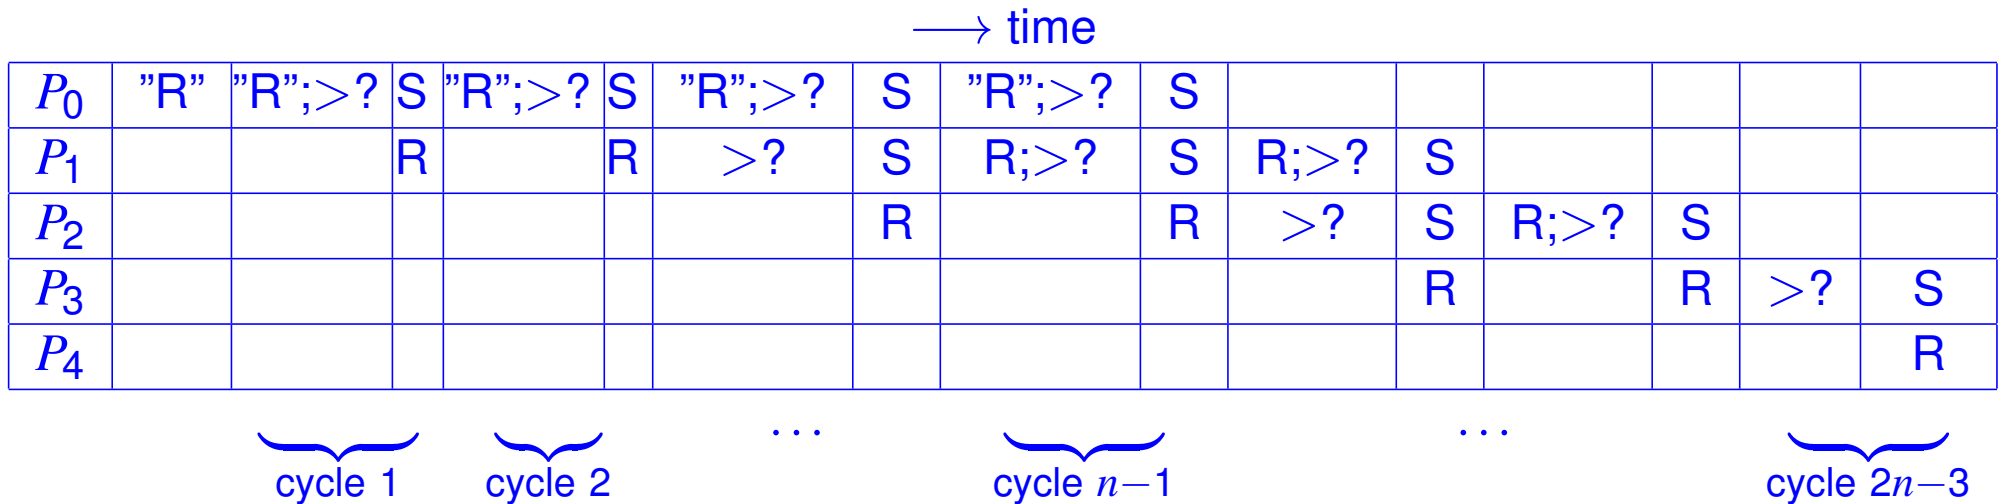 ⟶ time
P0 ”R” ”R”;>? S ”R”;>? S ”R”;>? S ”R”;>? S
P1 R R >? S R;>? S R;>? S
P2 R R >? S R;>? S
P3 R R >? S
P4 R
... ...
cycle 1 cycle 2 cycle n−1 cycle 2n−3